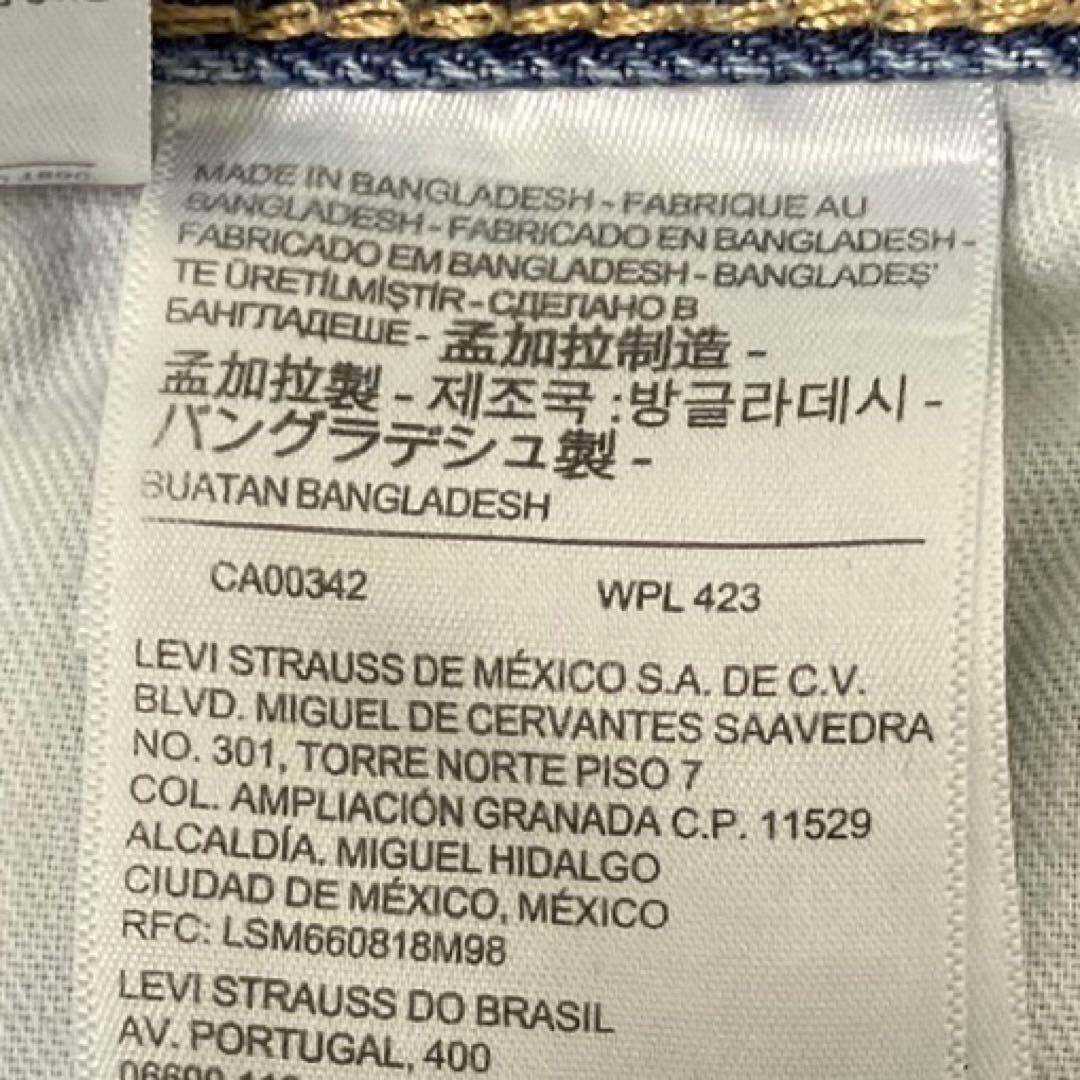 MADE IN BANGLADESH - FABRIQUE AU
BANGLADESH - FABRICADO EN BANGLADESH -
FABRICADO EM BANGLADESH - BANGLADEŞ'
TE ÜRETİLMİŞTİR - СДЕЛАНО В
БАНГЛАДЕШЕ - 孟加拉制造 -
孟加拉製 - 제조국 :방글라데시 -
バングラデシュ製 -
BUATAN BANGLADESH
CA00342 WPL 423
LEVI STRAUSS DE MÉXICO S.A. DE C.V.
BLVD. MIGUEL DE CERVANTES SAAVEDRA
NO. 301, TORRE NORTE PISO 7
COL. AMPLIACIÓN GRANADA C.P. 11529
ALCALDÍA. MIGUEL HIDALGO
CIUDAD DE MÉXICO, MÉXICO
RFC: LSM660818M98
LEVI STRAUSS DO BRASIL
AV. PORTUGAL, 400